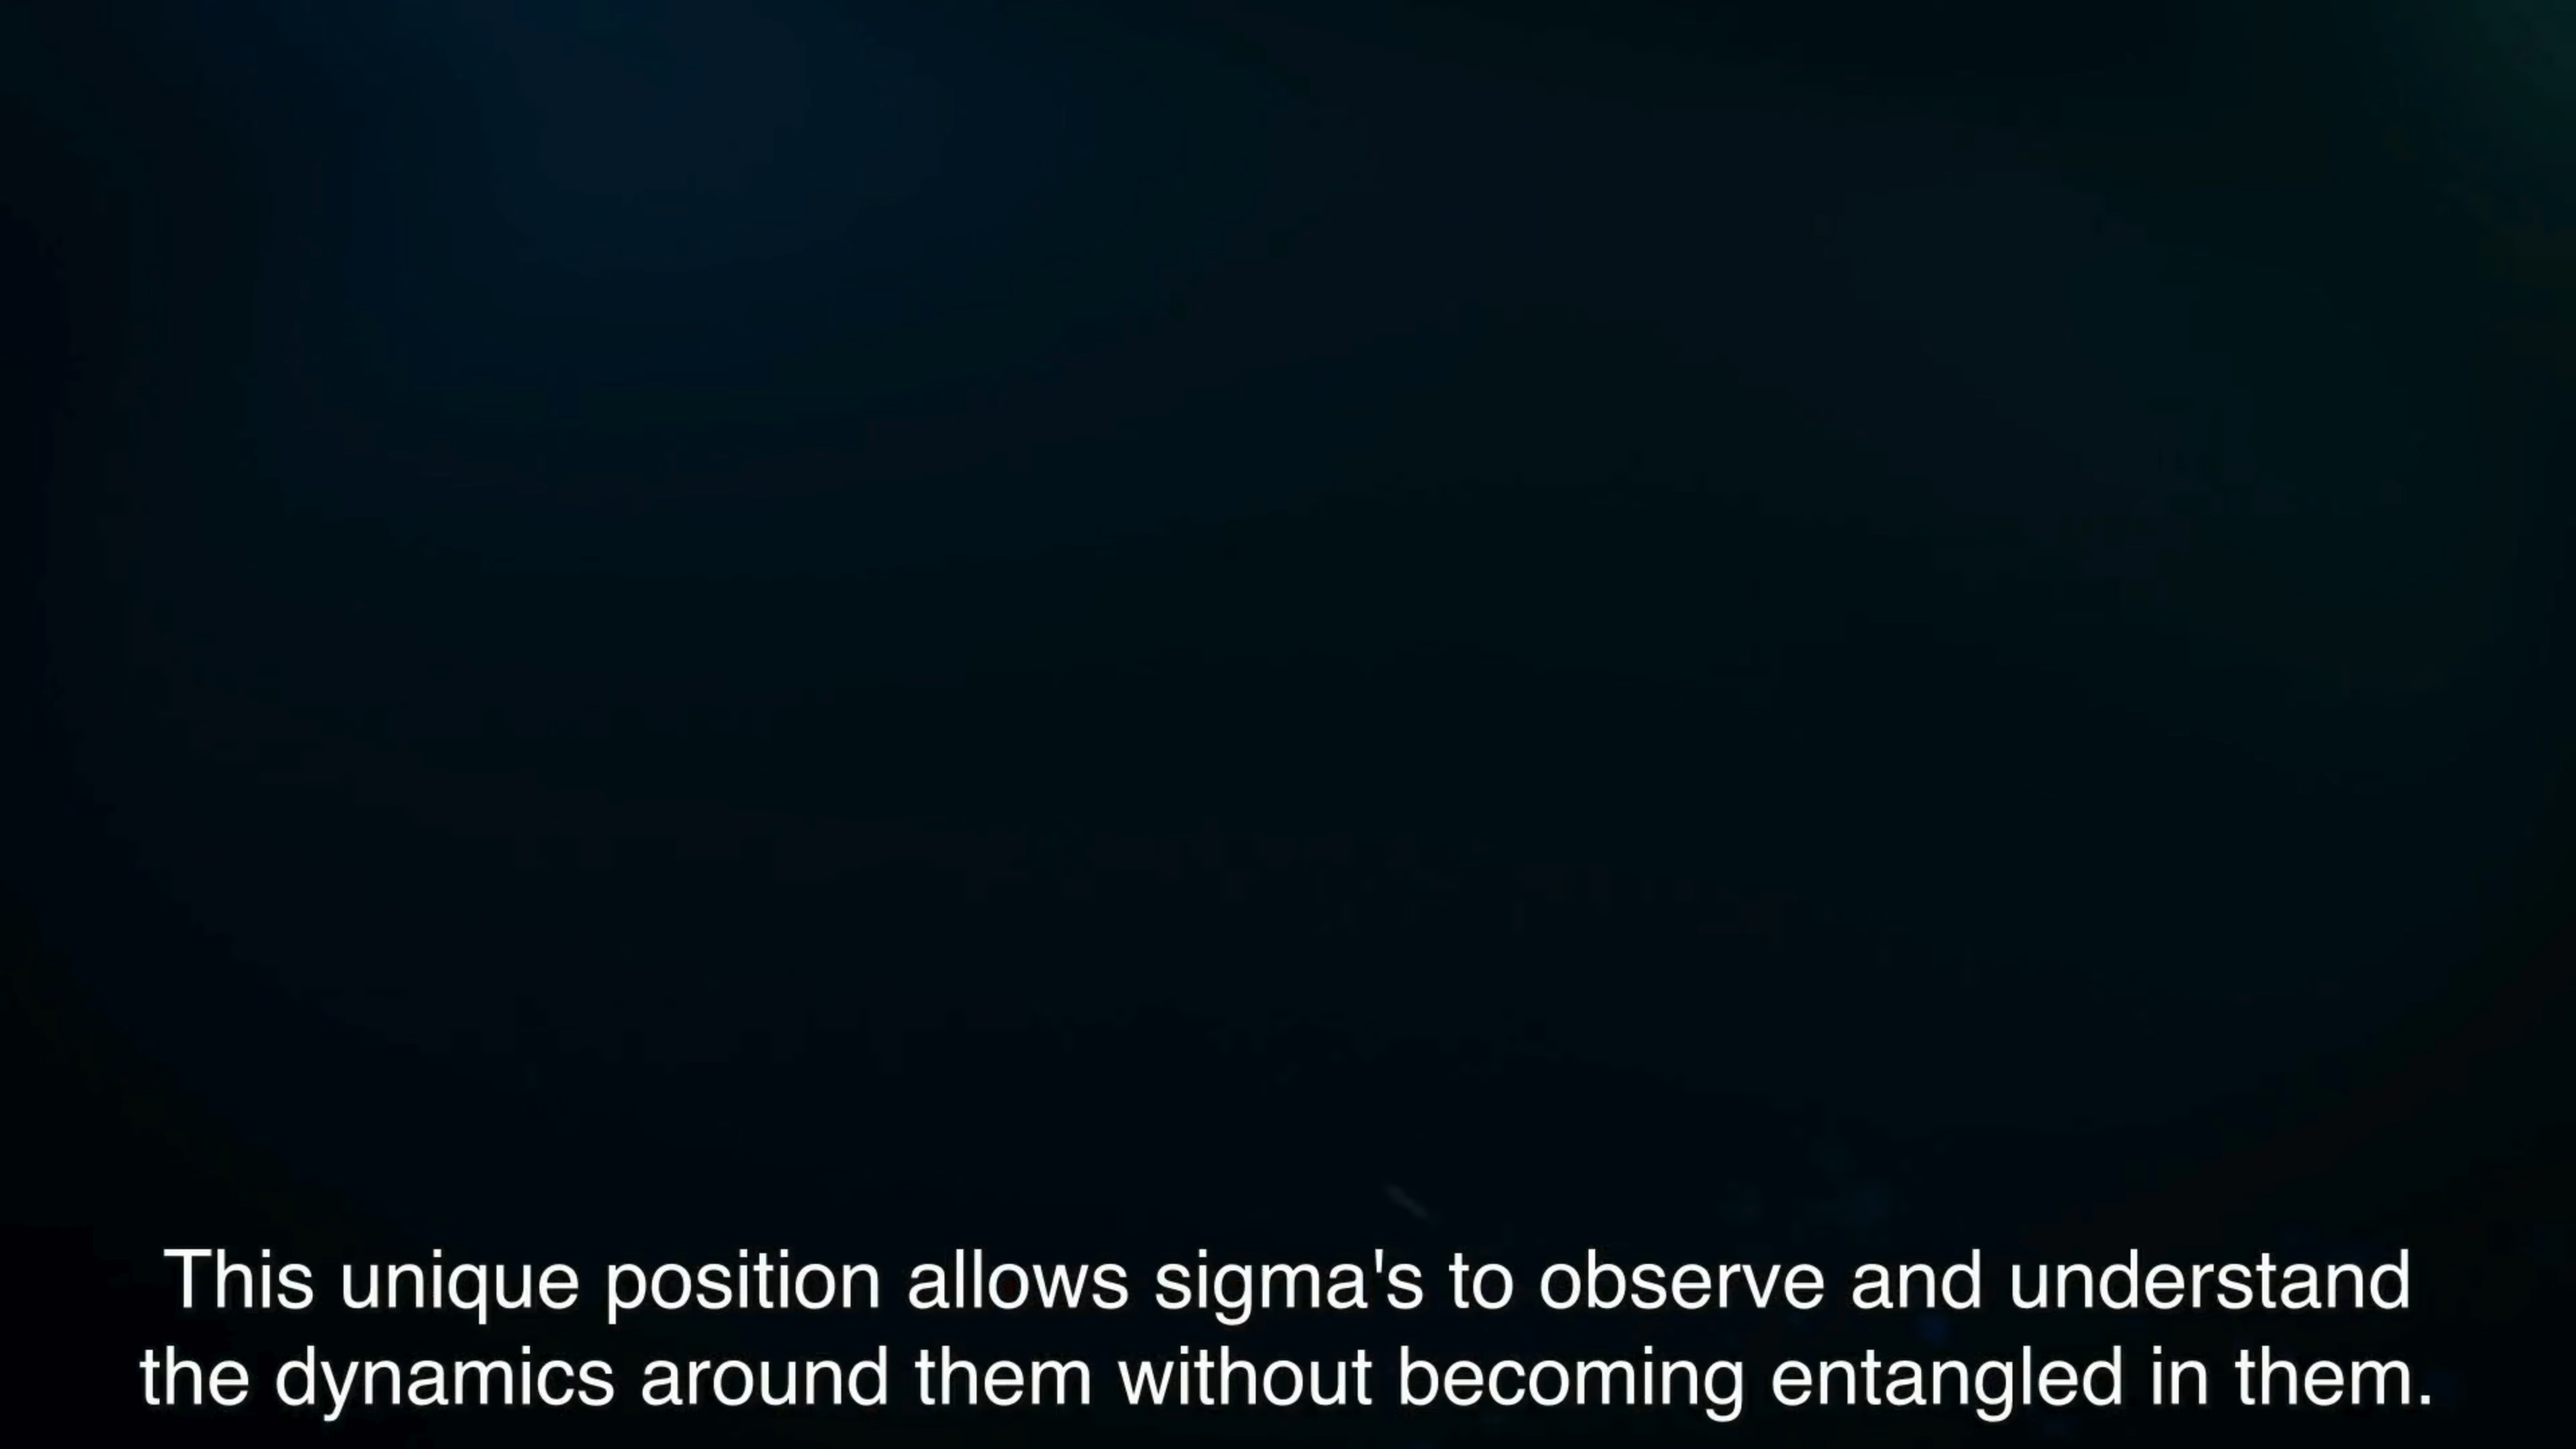 This unique position allows sigma's to observe and understand
the dynamics around them without becoming entangled in them.